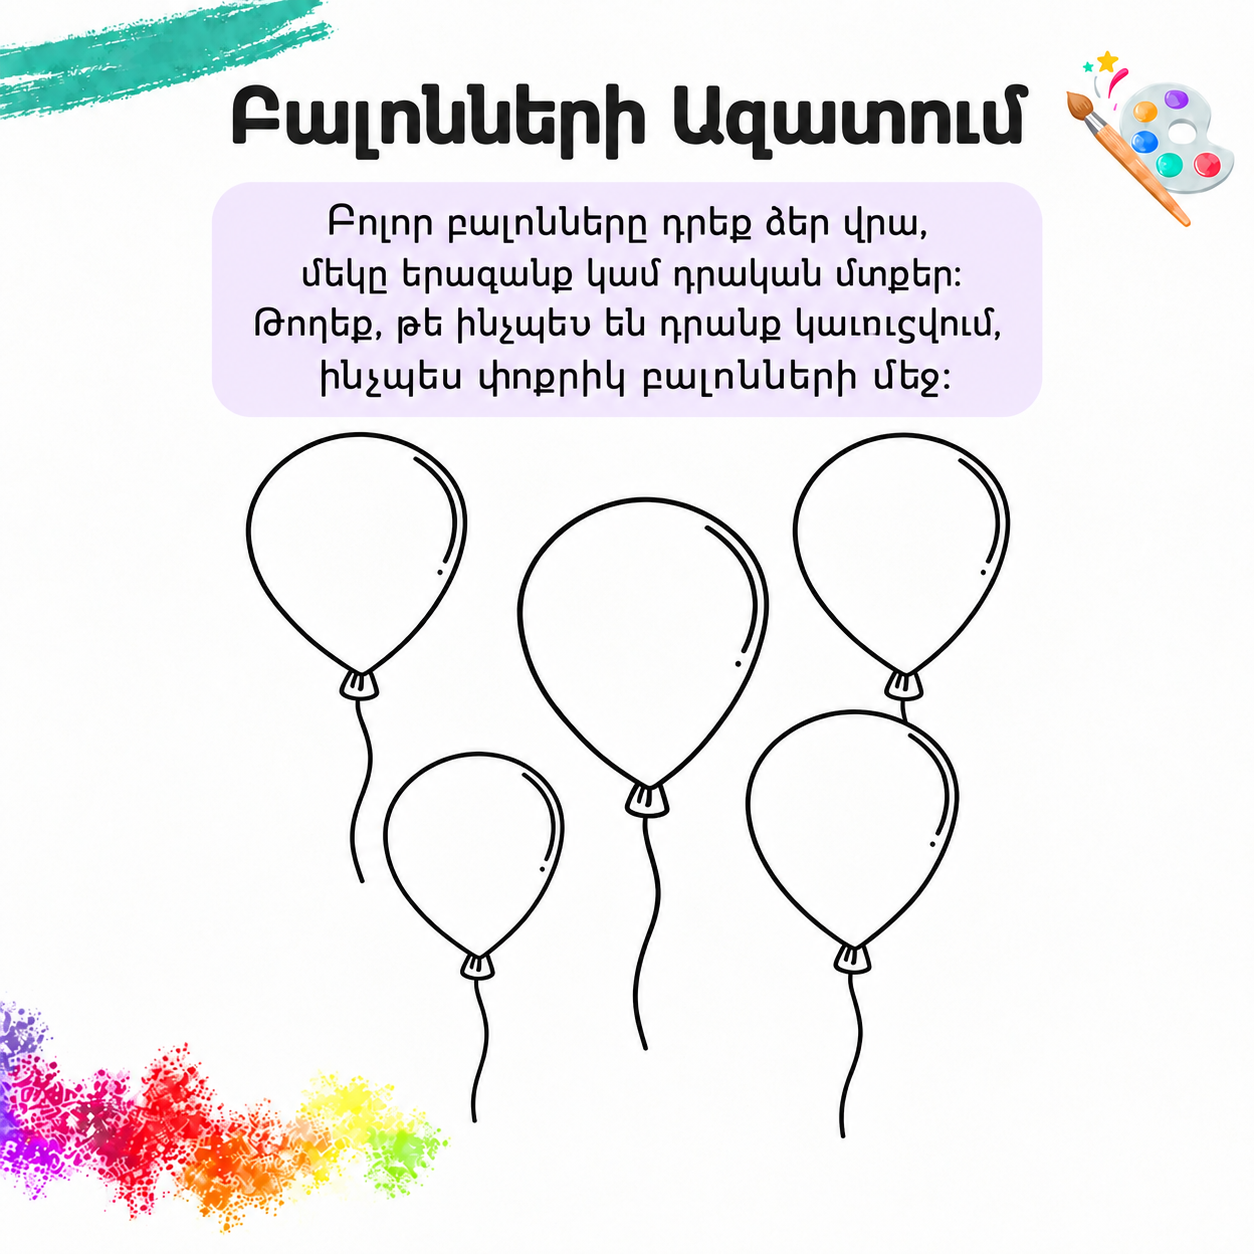 Բալոնների Ազատում
Բոլոր բալոնները դրեք ձեր վրա,
մեկը երազանք կամ դրական մտքեր:
Թողեք, թե ինչպես են դրանք կառուցվում,
ինչպես փոքրիկ բալոնների մեջ: